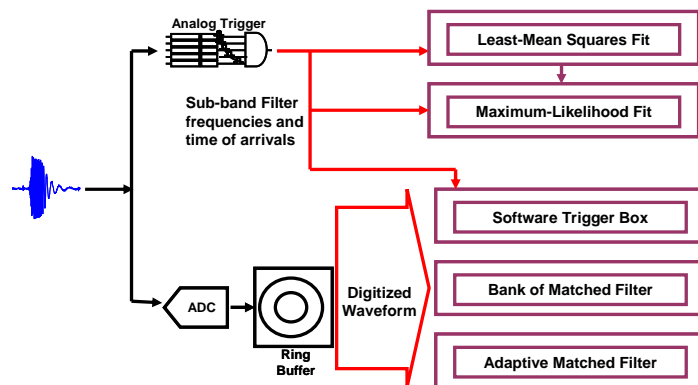 Analog Trigger
Least-Mean Squares Fit
Sub-band Filter
frequencies and
time of arrivals
Maximum-Likelihood Fit
Software Trigger Box
ADC
Digitized
Waveform
Bank of Matched Filter
Ring
Buffer
Adaptive Matched Filter